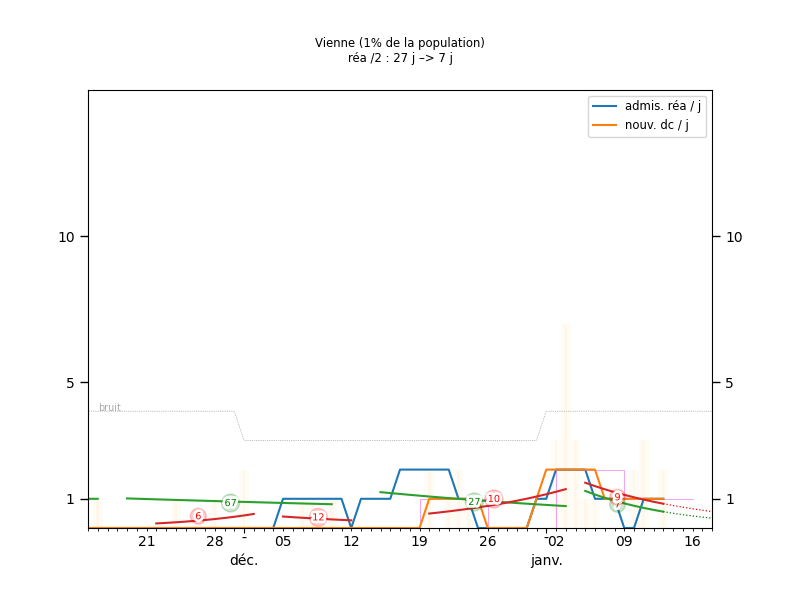 Vienne (1% de la population)
réa /2 : 27 j –> 7 j
admis. réa / j
nouv. dc / j
10 10
5 5
bruit
1 1
67 6 12 27 10 9
21 28 - 05 12 19 26 - 02 09 16
déc. janv.